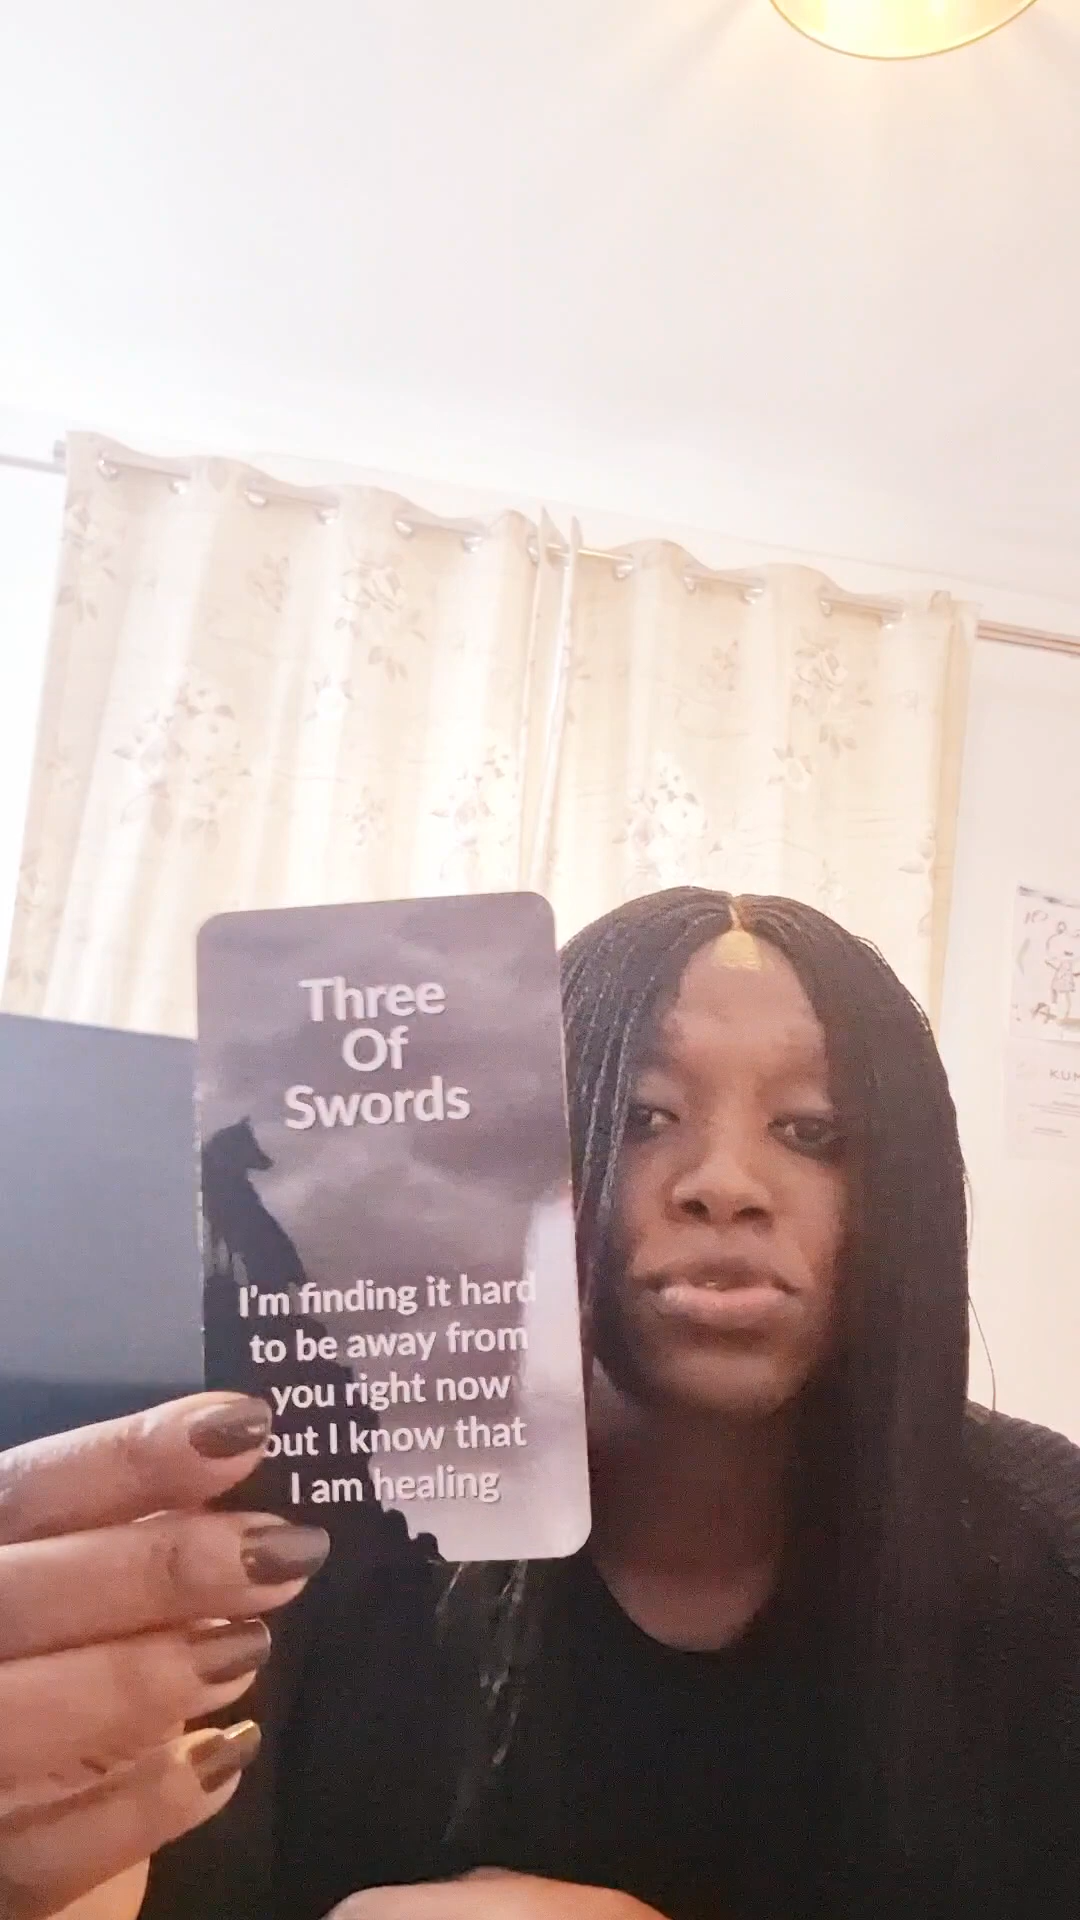 Three
Of
Swords
I'm finding it hard
to be away from
you right now
but I know that
I am healing